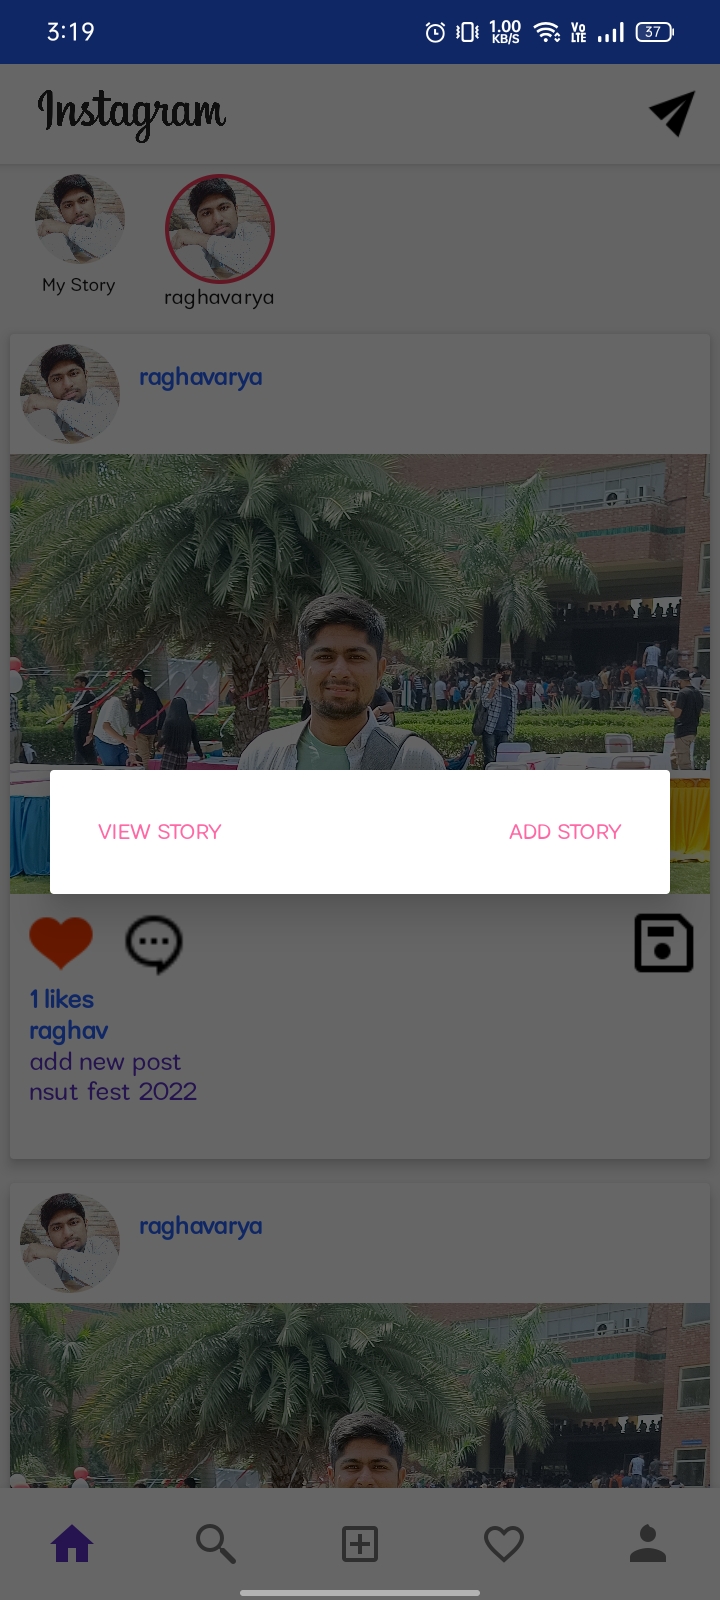 3:19
1.00
KB/S
Vo
LTE
37
Instagram
My Story
raghavarya
raghavarya
VIEW STORY
ADD STORY
1 likes
raghav
add new post
nsut fest 2022
raghavarya